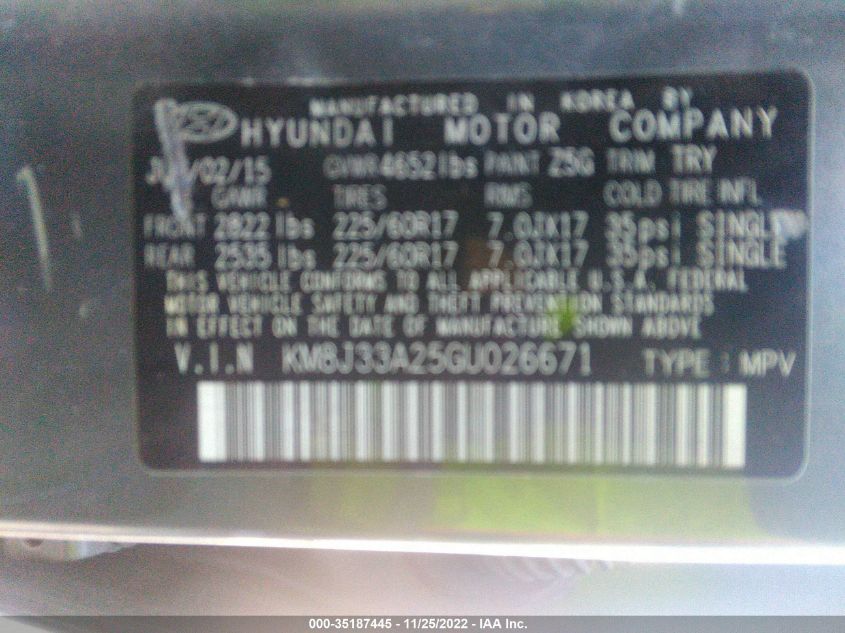 MANUFACTURED IN KOREA BY
HYUNDAI MOTOR COMPANY
/02/15 GVWR 4652lbs PAINT Z5G TRIM TRY
GAWR TIRES RIMS COLD TIRE INFL
FRONT 2822 lbs 225/60R17 7.0JX17 35psi SINGLE
REAR 2535 lbs 225/60R17 7.0JX17 35psi SINGLE
THIS VEHICLE CONFORMS TO ALL APPLICABLE U.S.A. FEDERAL
MOTOR VEHICLE SAFETY AND THEFT PREVENTION STANDARDS
IN EFFECT ON THE DATE OF MANUFACTURE SHOWN ABOVE.
V.I.N KM8J33A25GU026671 TYPE : MPV
000-35187445 - 11/25/2022 - IAA Inc.